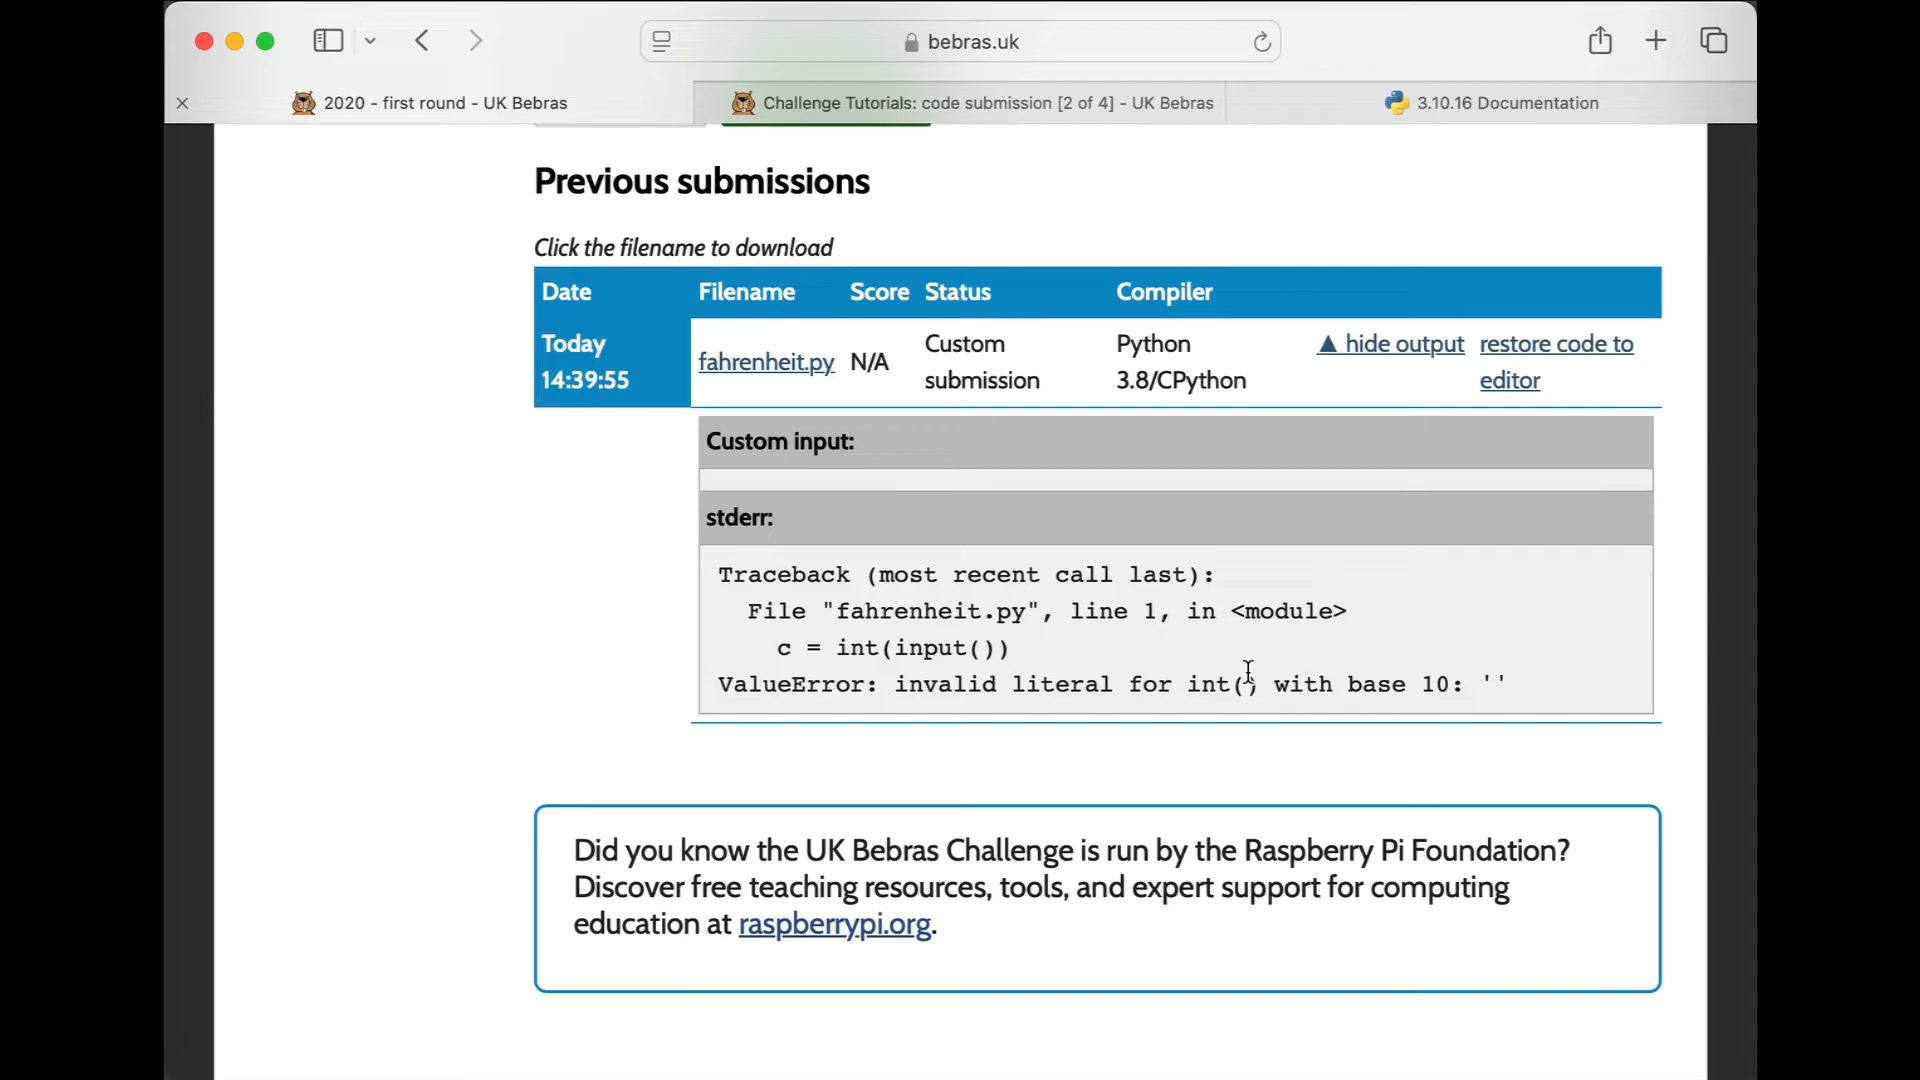 bebras.uk
2020 - first round - UK Bebras
Challenge Tutorials: code submission [2 of 4] - UK Bebras
3.10.16 Documentation
Previous submissions
Click the filename to download
Date Filename Score Status Compiler
Today 14:39:55 fahrenheit.py N/A Custom submission Python 3.8/CPython ▲ hide output restore code to editor
Custom input:
stderr:
Traceback (most recent call last):
File "fahrenheit.py", line 1, in <module>
c = int(input())
ValueError: invalid literal for int() with base 10: ''
Did you know the UK Bebras Challenge is run by the Raspberry Pi Foundation?
Discover free teaching resources, tools, and expert support for computing
education at raspberrypi.org.